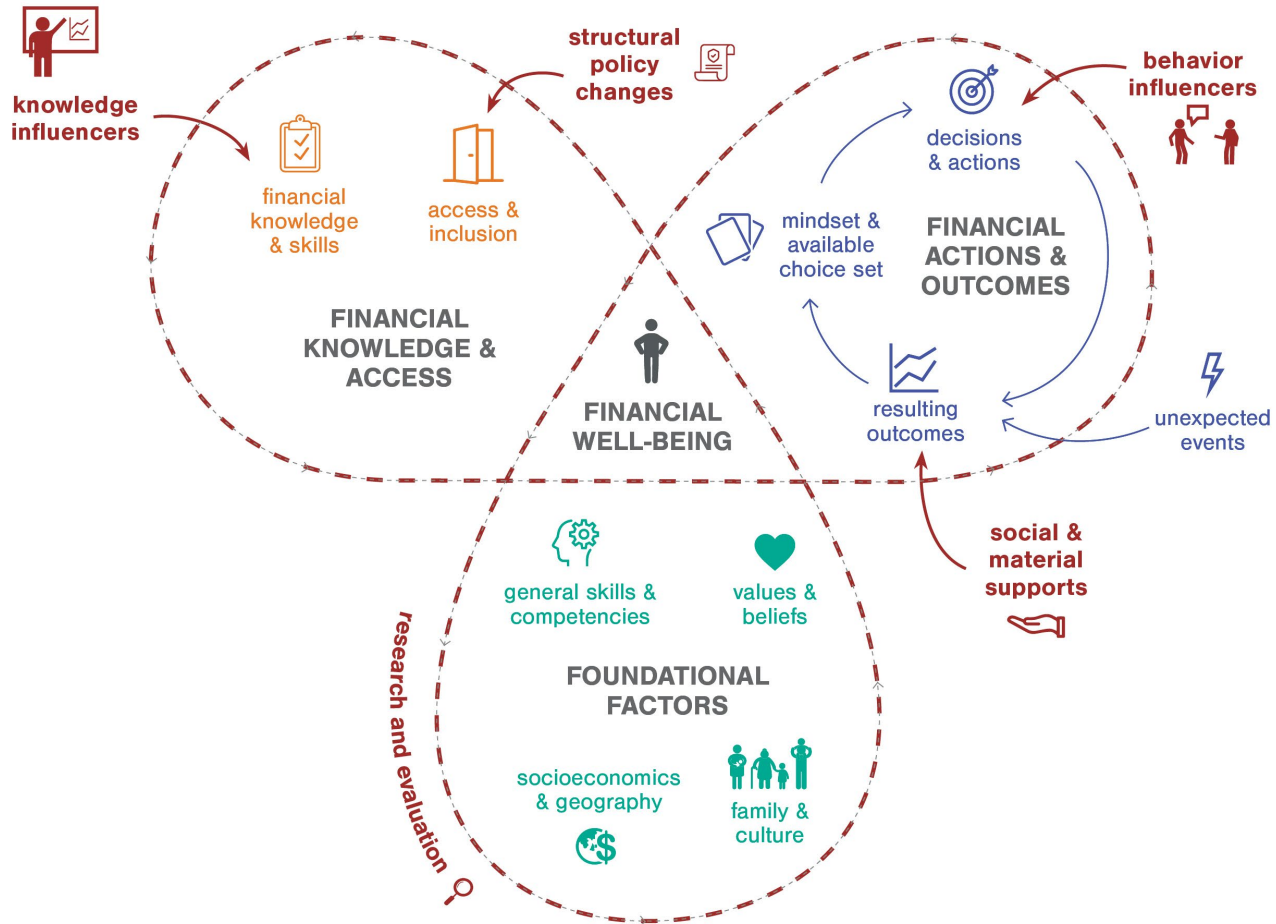 knowledge
influencers
structural
policy
changes
behavior
influencers
financial
knowledge
& skills
access &
inclusion
FINANCIAL
KNOWLEDGE &
ACCESS
decisions
& actions
mindset &
available
choice set
FINANCIAL
ACTIONS &
OUTCOMES
resulting
outcomes
unexpected
events
FINANCIAL
WELL-BEING
social &
material
supports
general skills &
competencies
values &
beliefs
FOUNDATIONAL
FACTORS
socioeconomics
& geography
$
family &
culture
research and evaluation